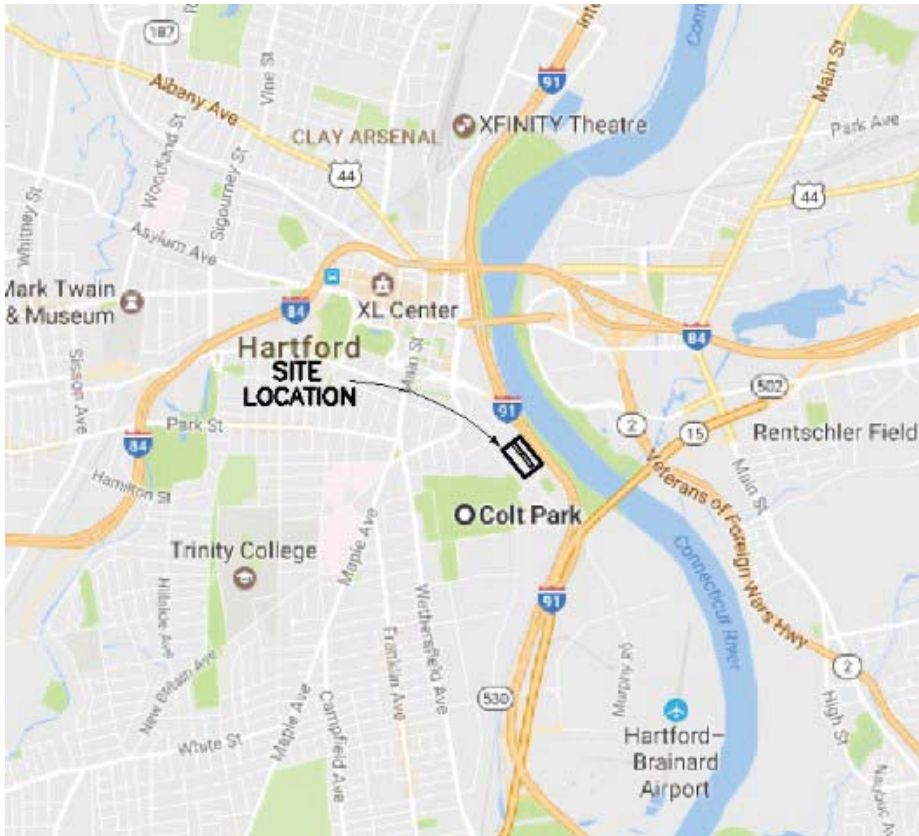 187
Vine St
Albany Ave
Woodland St
Sigourney St
CLAY ARSENAL
XFINITY Theatre
91
Main St
Park Ave
44
44
Whitney St
Asylum Ave
Mark Twain
& Museum
XL Center
84
84
Hartford
SITE
LOCATION
Main St
Sisson Ave
Park St
91
502
15
2
Rentschler Field
84
Hamilton St
Colt Park
Main St
Veterans of Foreign Wars Hwy
Trinity College
Maple Ave
Connecticut River
91
Hillside Ave
Wethersfield Ave
Franklin Ave
New Britain Ave
Murphy Rd
530
2
Maple Ave
Campfield Ave
White St
High St
Hartford–
Brainard
Airport